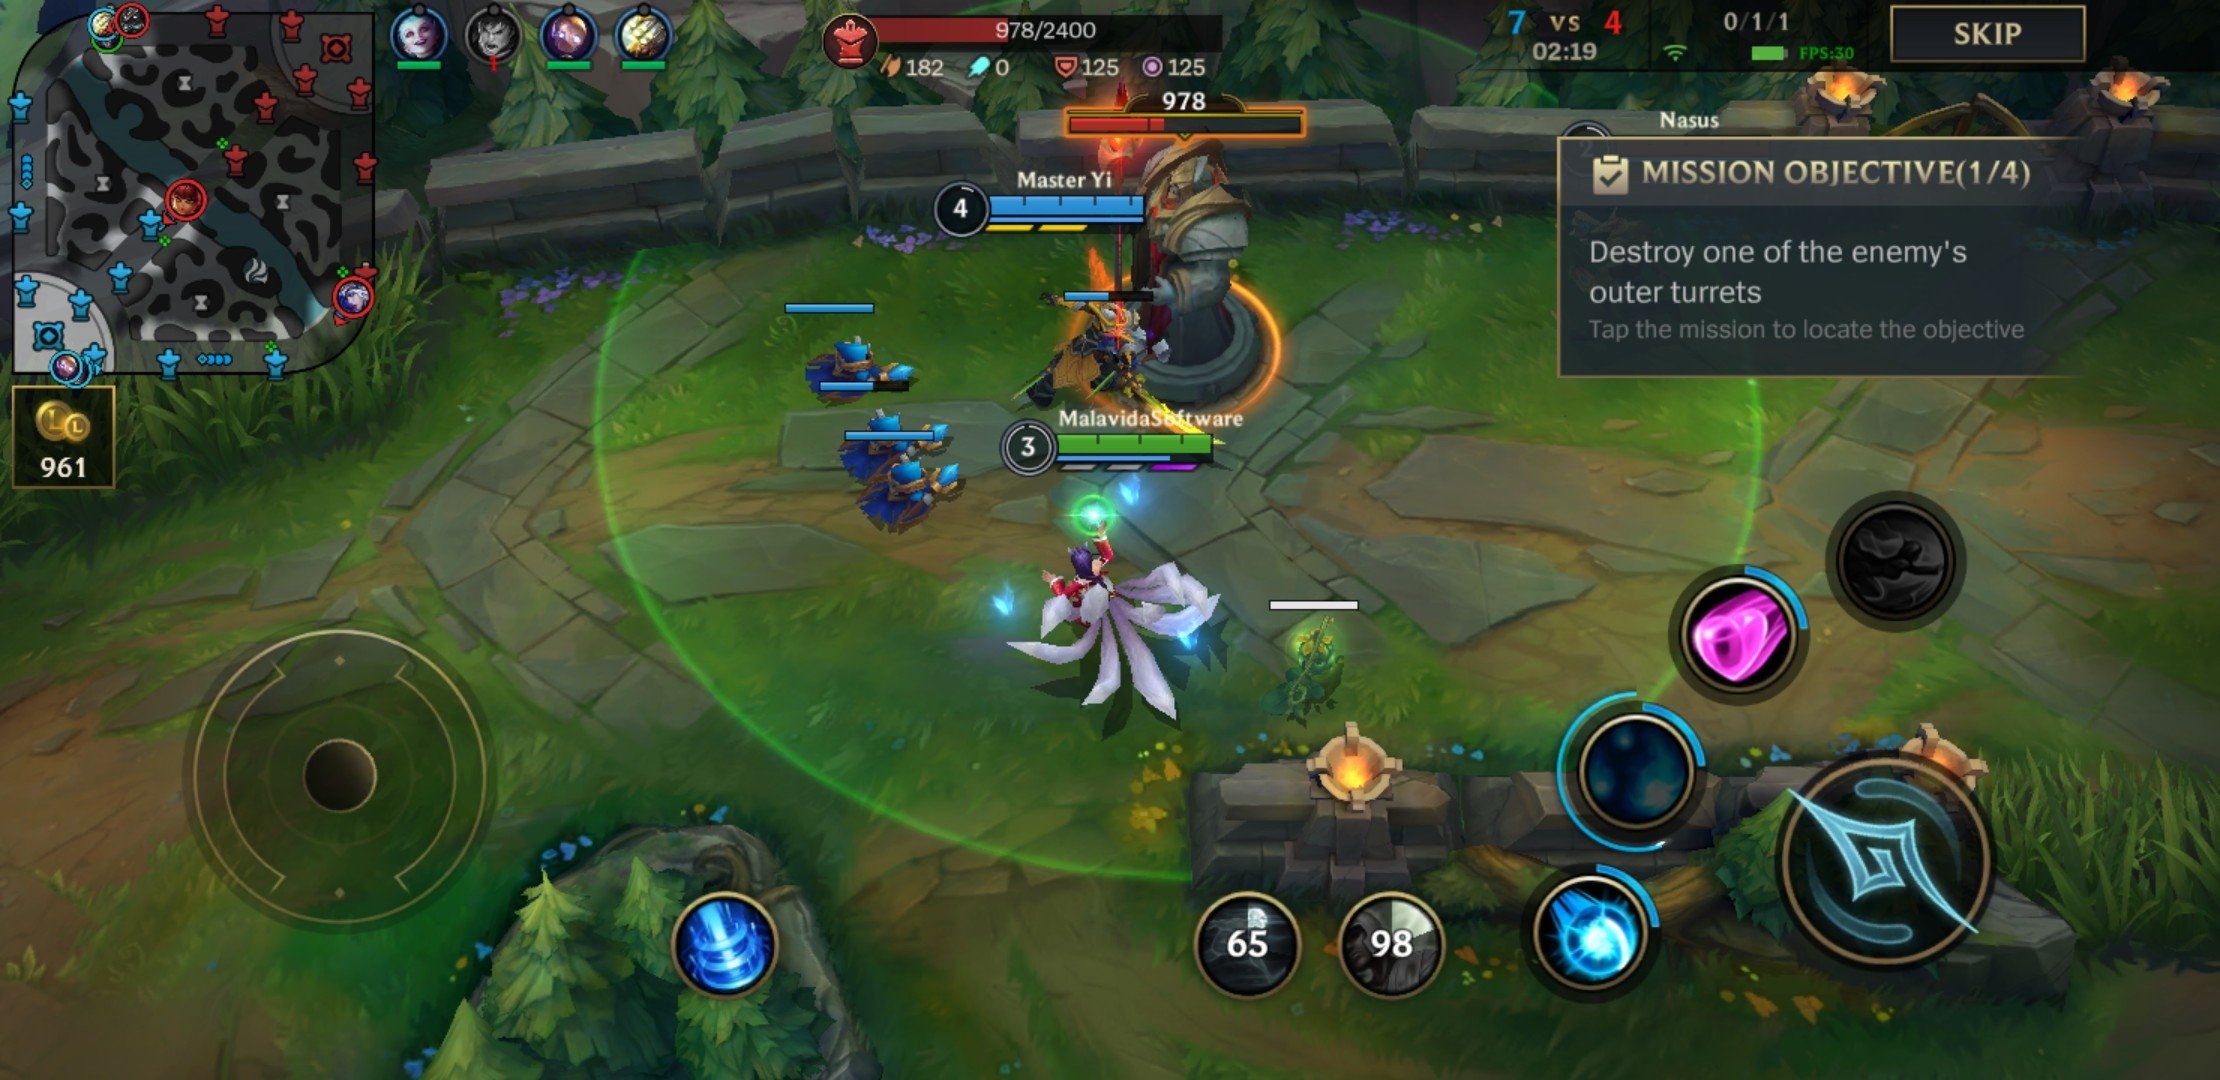 978/2400
182 0 125 125
7 vs 4
02:19
0/1/1
FPS:30
SKIP
978
Nasus
MISSION OBJECTIVE(1/4)
Destroy one of the enemy's
outer turrets
Tap the mission to locate the objective
Master Yi
4
MalavidaSoftware
3
961
1
65
98